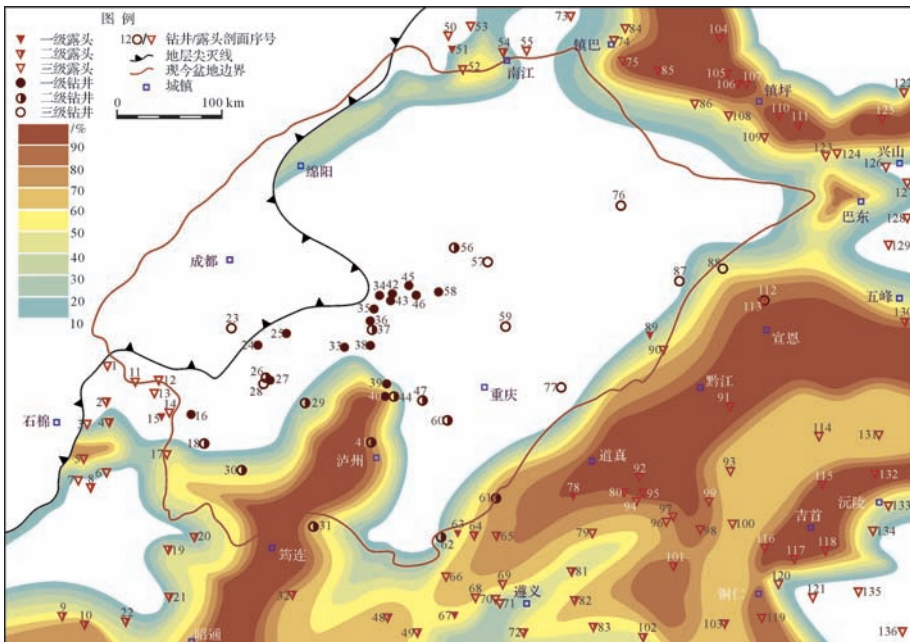 图 例
一级露头
二级露头
三级露头
一级钻井
二级钻井
三级钻井
12 / 钻井/露头剖面序号
地层尖灭线
现今盆地边界
城镇
0 100 km
/%
90
80
70
60
50
40
30
20
10
50 53 73 84 104
51 54 55 镇巴 74
52 南江 75 85 105 106 107
镇坪
86 108 110 111 125
109
123 124 兴山
126
绵阳
76
巴东
128
56 129
成都 57 87 88
45
34 42 43 46 58 112 五峰
35 113
23 36 59 130
37 宣恩
24 25 33 38 89
90
1
11 12 26 27
13 28 39 77 黔江
2 40 44 47 重庆
14 29 91
石棉 3 4 15 16 60
18 114 131
17 泸州 道真
5 30 93
6 92 115 132
7 8 61 78 80 95 沅陵
94 99 133
31 96 97 吉首
62 63 64 65 79 98 100 134
20 筠连
19 116 117 118
101
66 81
69 120
21 68 铜仁 121 135
32 70 71 遵义 82
9 10 22 48 67
49 72 83 102 103 119 136
昭通